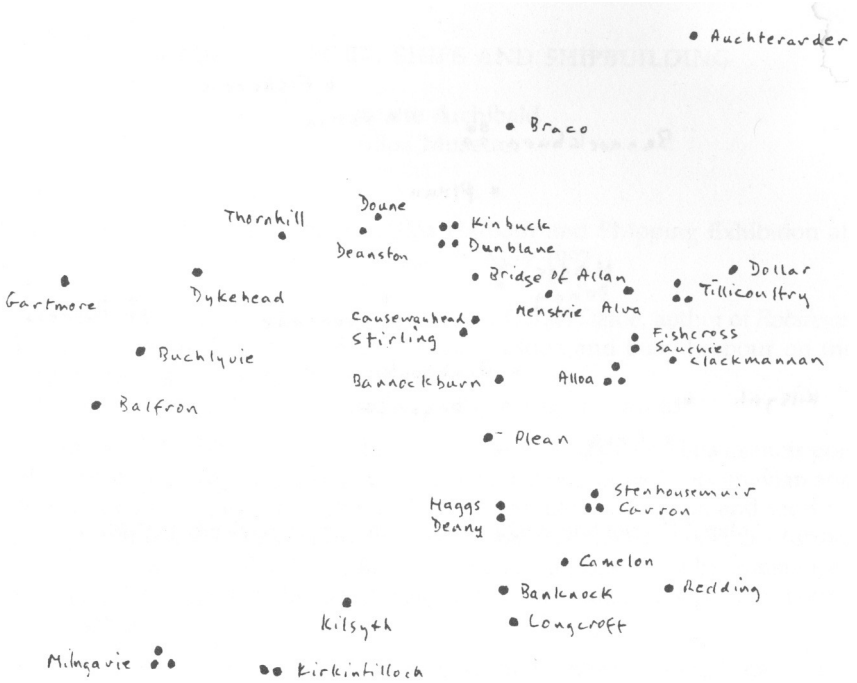 Auchterarder
Braco
Doune
Thornhill
Kinbuck
Deanston
Dunblane
Dollar
Bridge of Allan
Tillicoultry
Gartmore
Dykehead
Menstrie
Alva
Causewayhead
Stirling
Fishcross
Sauchie
Clackmannan
Buchlyvie
Bannockburn
Alloa
Balfron
Plean
Stenhousemuir
Haggs
Carron
Denny
Camelon
Banknock
Redding
Kilsyth
Longcroft
Milngavie
Kirkintilloch